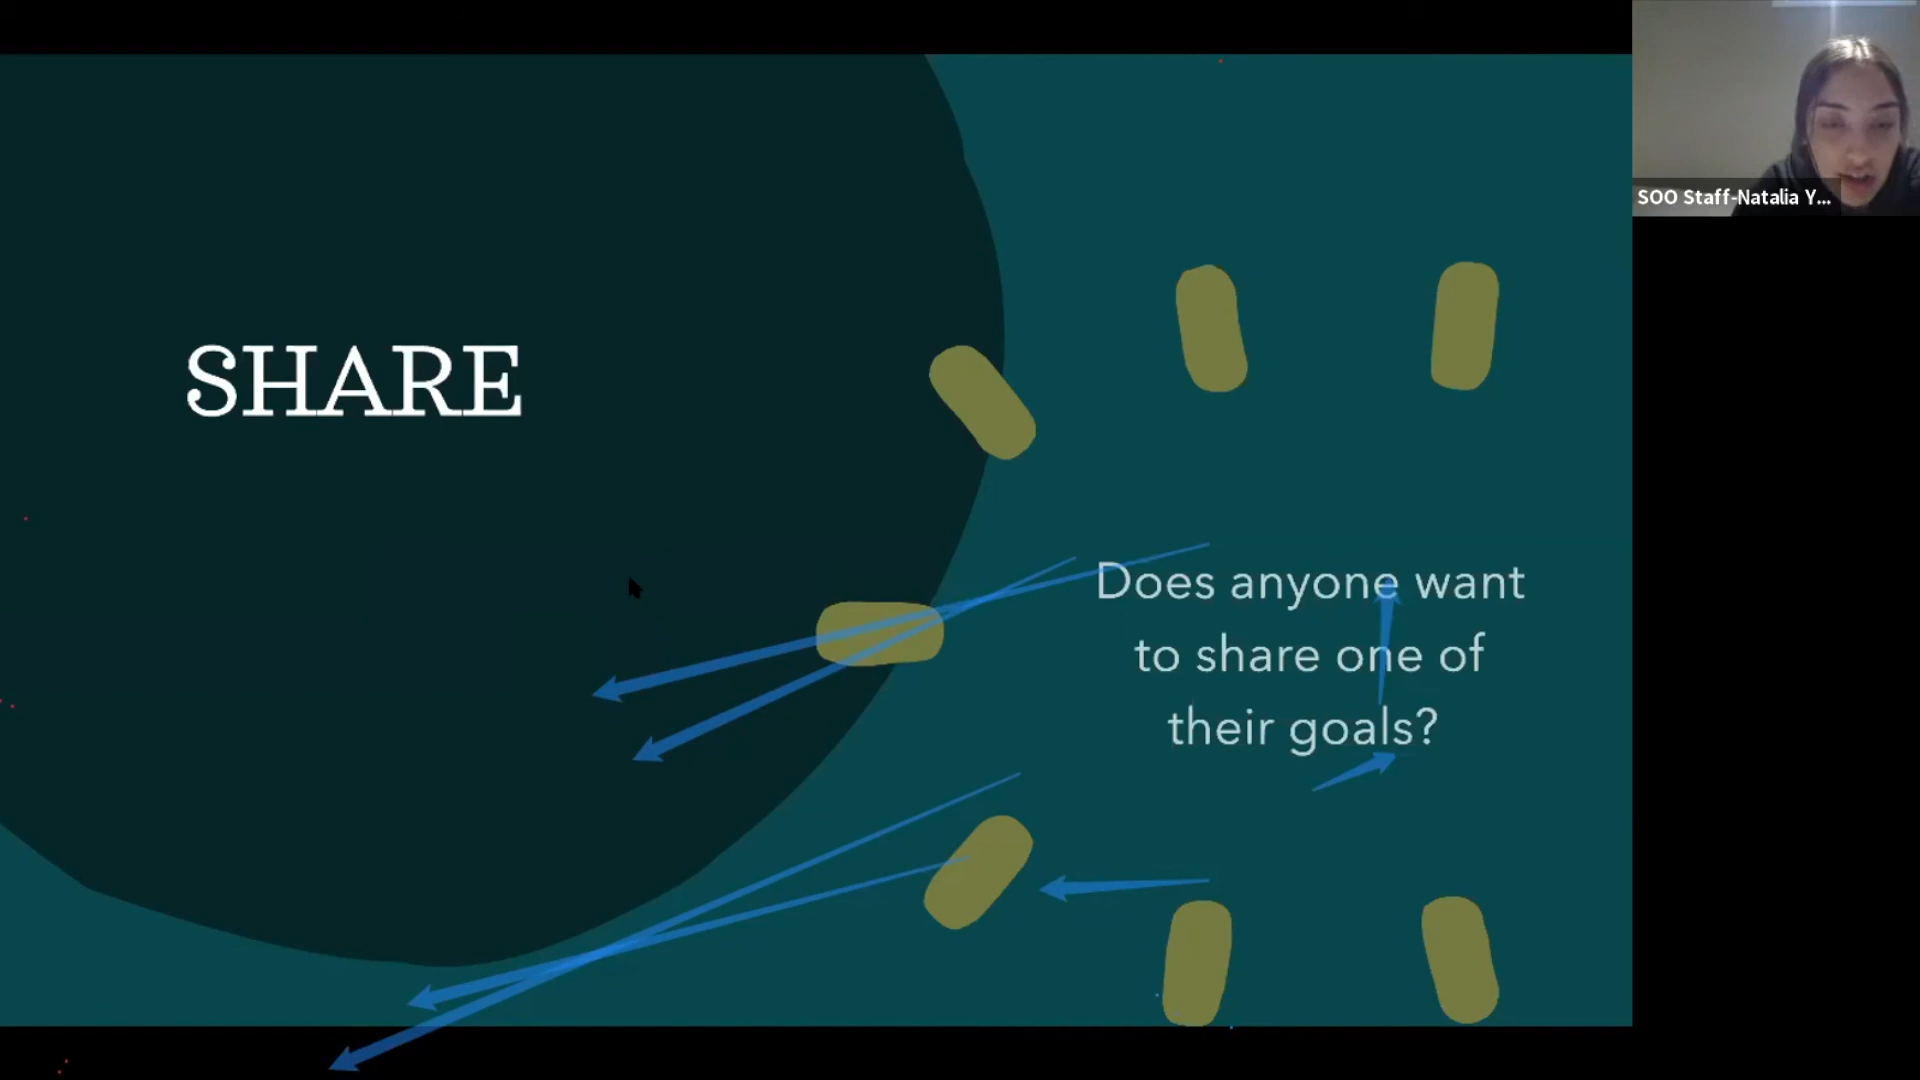 SHARE
Does anyone want
to share one of
their goals?
SOO Staff-Natalia Y...